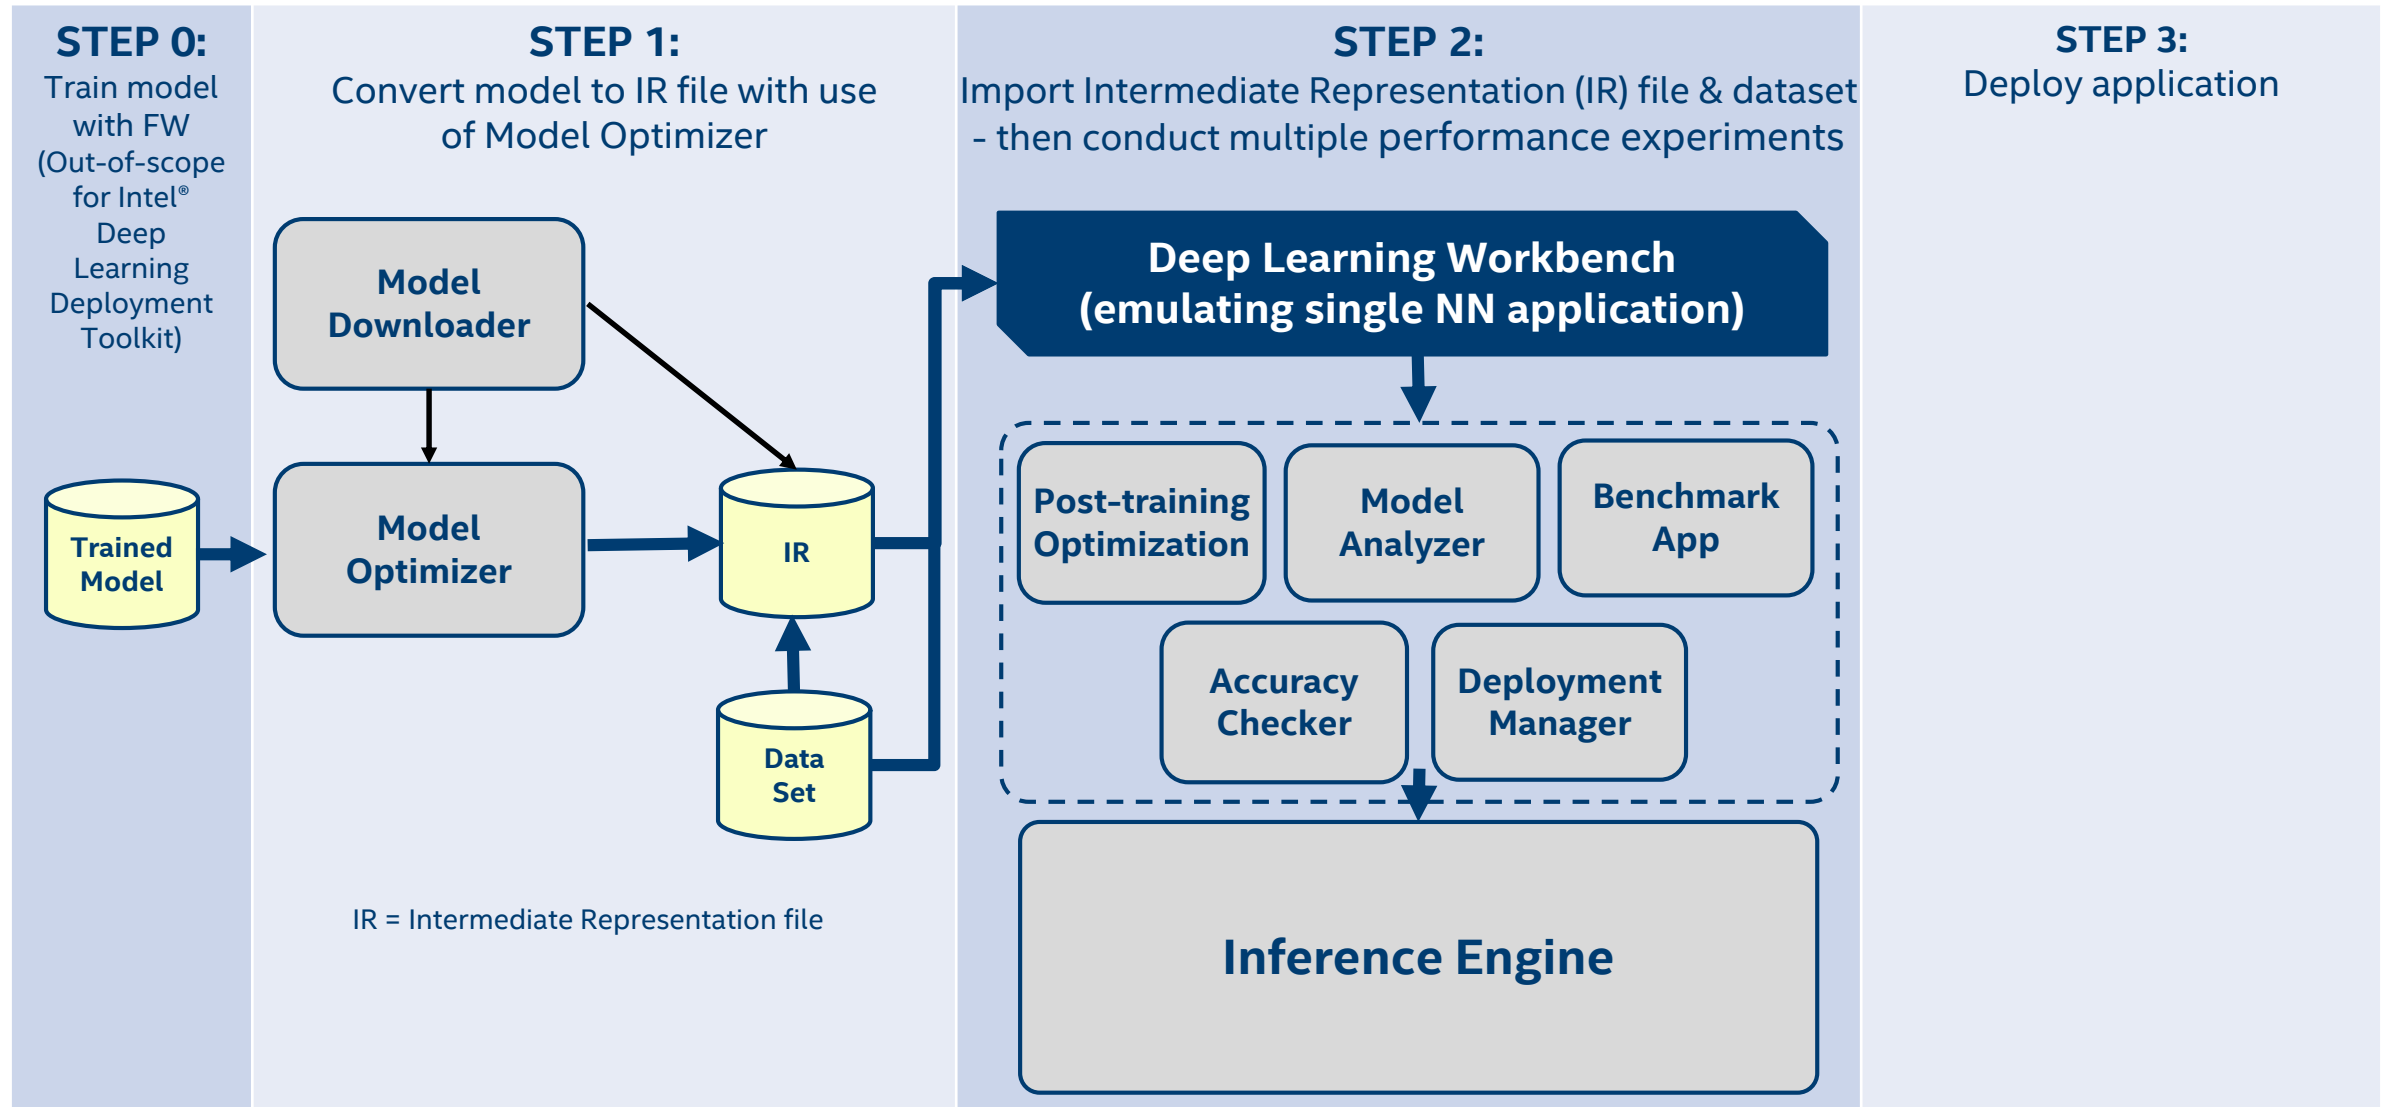 STEP 0:
Train model
with FW
(Out-of-scope
for Intel®
Deep
Learning
Deployment
Toolkit)
Trained
Model
STEP 1:
Convert model to IR file with use
of Model Optimizer
Model
Downloader
Model
Optimizer
IR
Data
Set
IR = Intermediate Representation file
STEP 2:
Import Intermediate Representation (IR) file & dataset
- then conduct multiple performance experiments
Deep Learning Workbench
(emulating single NN application)
Post-training
Optimization
Model
Analyzer
Benchmark
App
Accuracy
Checker
Deployment
Manager
Inference Engine
STEP 3:
Deploy application